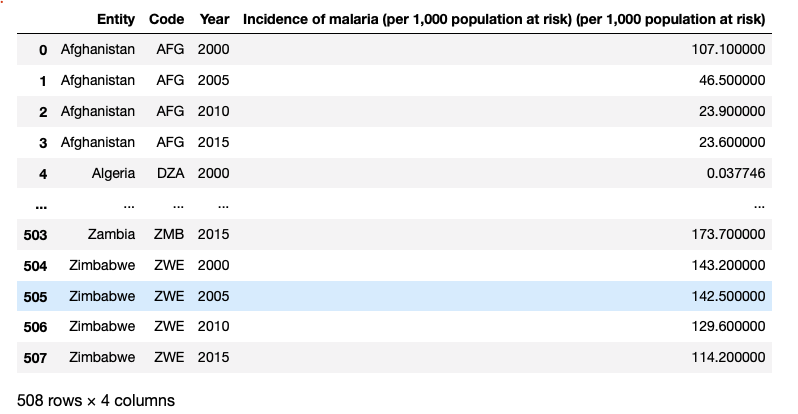 Entity Code Year Incidence of malaria (per 1,000 population at risk) (per 1,000 population at risk)
0 Afghanistan AFG 2000 107.100000
1 Afghanistan AFG 2005 46.500000
2 Afghanistan AFG 2010 23.900000
3 Afghanistan AFG 2015 23.600000
4 Algeria DZA 2000 0.037746
... ... ... ... ...
503 Zambia ZMB 2015 173.700000
504 Zimbabwe ZWE 2000 143.200000
505 Zimbabwe ZWE 2005 142.500000
506 Zimbabwe ZWE 2010 129.600000
507 Zimbabwe ZWE 2015 114.200000
508 rows × 4 columns